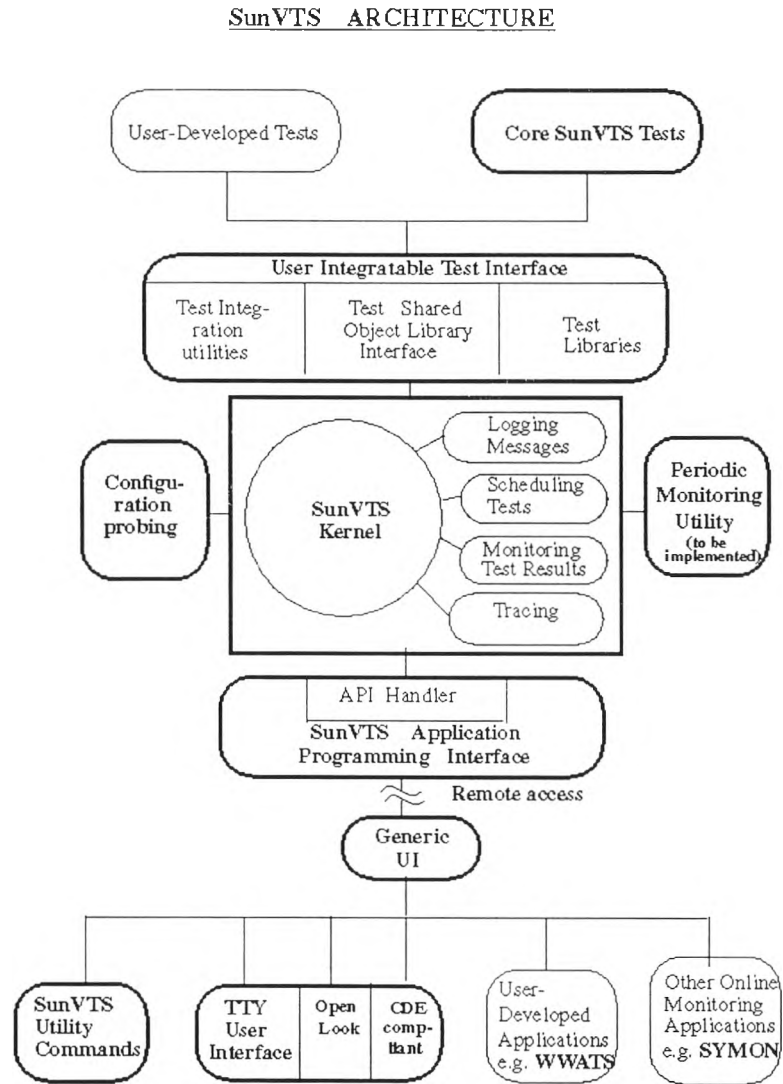 SunVTS ARCHITECTURE
User-Developed Tests
Core SunVTS Tests
User Integratable Test Interface
Test Integ-
ration
utilities
Test Shared
Object Library
Interface
Test
Libraries
Configu-
ration
probing
SunVTS
Kernel
Logging
Messages
Scheduling
Tests
Monitoring
Test Results
Tracing
Periodic
Monitoring
Utility
(to be
implemented)
API Handler
SunVTS Application
Programming Interface
Remote access
Generic
UI
SunVTS
Utility
Commands
TTY
User
Interface
Open
Look
CDE
comp-
liant
User-
Developed
Applications
e.g. WWATS
Other Online
Monitoring
Applications
e.g. SYMON